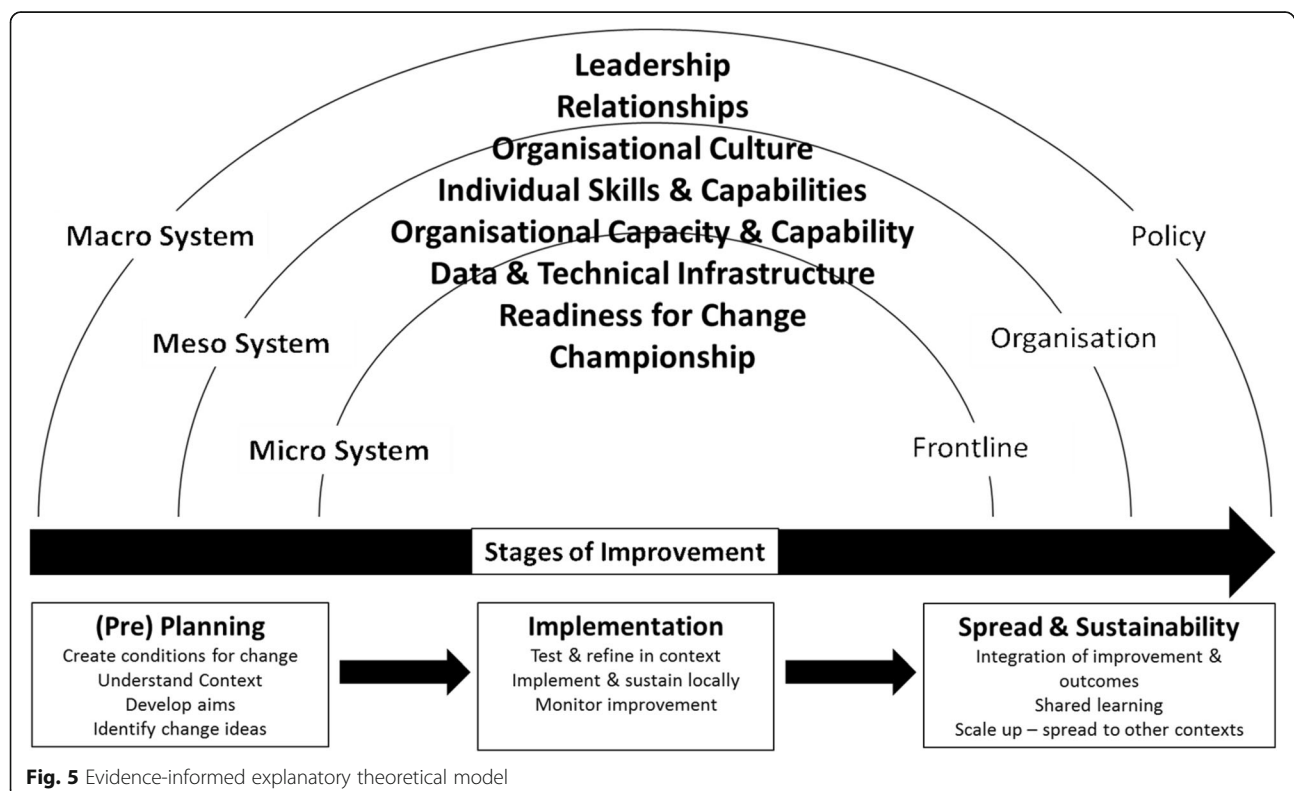 Leadership
Relationships
Organisational Culture
Individual Skills & Capabilities
Organisational Capacity & Capability
Data & Technical Infrastructure
Readiness for Change
Championship
Macro System
Policy
Meso System
Organisation
Micro System
Frontline
Stages of Improvement
(Pre) Planning
Create conditions for change
Understand Context
Develop aims
Identify change ideas
Implementation
Test & refine in context
Implement & sustain locally
Monitor improvement
Spread & Sustainability
Integration of improvement &
outcomes
Shared learning
Scale up – spread to other contexts
Fig. 5 Evidence-informed explanatory theoretical model